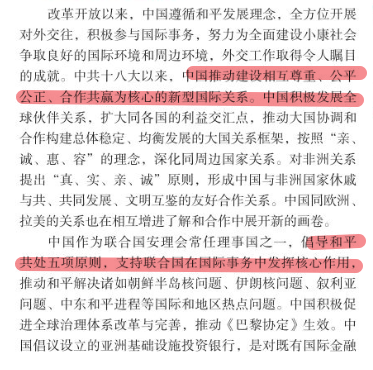 改革开放以来，中国遵循和平发展理念，全方位开展
对外交往，积极参与国际事务，努力为全面建设小康社会
争取良好的国际环境和周边环境，外交工作取得令人瞩目
的成就。中共十八大以来，中国推动建设相互尊重、公平
公正、合作共赢为核心的新型国际关系。中国积极发展全
球伙伴关系，扩大同各国的利益交汇点，推动大国协调和
合作构建总体稳定、均衡发展的大国关系框架，按照“亲、
诚、惠、容”的理念，深化同周边国家关系。对非洲关系
提出“真、实、亲、诚”原则，形成中国与非洲国家休戚
与共、共同发展、文明互鉴的友好合作关系。中国同欧洲、
拉美的关系也在相互增进了解和合作中展开新的画卷。
中国作为联合国安理会常任理事国之一，倡导和平
共处五项原则，支持联合国在国际事务中发挥核心作用，
推动和平解决诸如朝鲜半岛核问题、伊朗核问题、叙利亚
问题、中东和平进程等国际和地区热点问题。中国积极促
进全球治理体系改革与完善，推动《巴黎协定》生效。中
国倡议设立的亚洲基础设施投资银行，是对既有国际金融